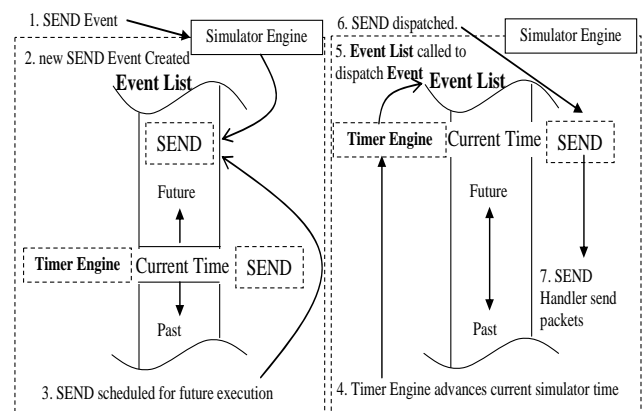 1. SEND Event
Simulator Engine
2. new SEND Event Created
Event List
SEND
Future
Timer Engine
Current Time
SEND
Past
3. SEND scheduled for future execution
6. SEND dispatched.
Simulator Engine
5. Event List called to
dispatch Event
Event List
Timer Engine
Current Time
SEND
Future
7. SEND
Handler send
packets
Past
4. Timer Engine advances current simulator time